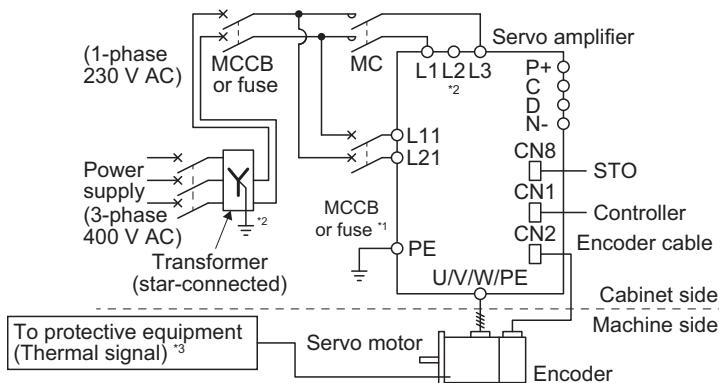 (1-phase
230 V AC)
MCCB
or fuse
MC
Servo amplifier
L1 L2 L3
*2
P+
C
D
N-
L11
L21
CN8
STO
CN1
Controller
CN2
Encoder cable
Power
supply
(3-phase
400 V AC)
*2
Transformer
(star-connected)
MCCB
or fuse *1
PE
U/V/W/PE
Cabinet side
Machine side
To protective equipment
(Thermal signal) *3
Servo motor
Encoder